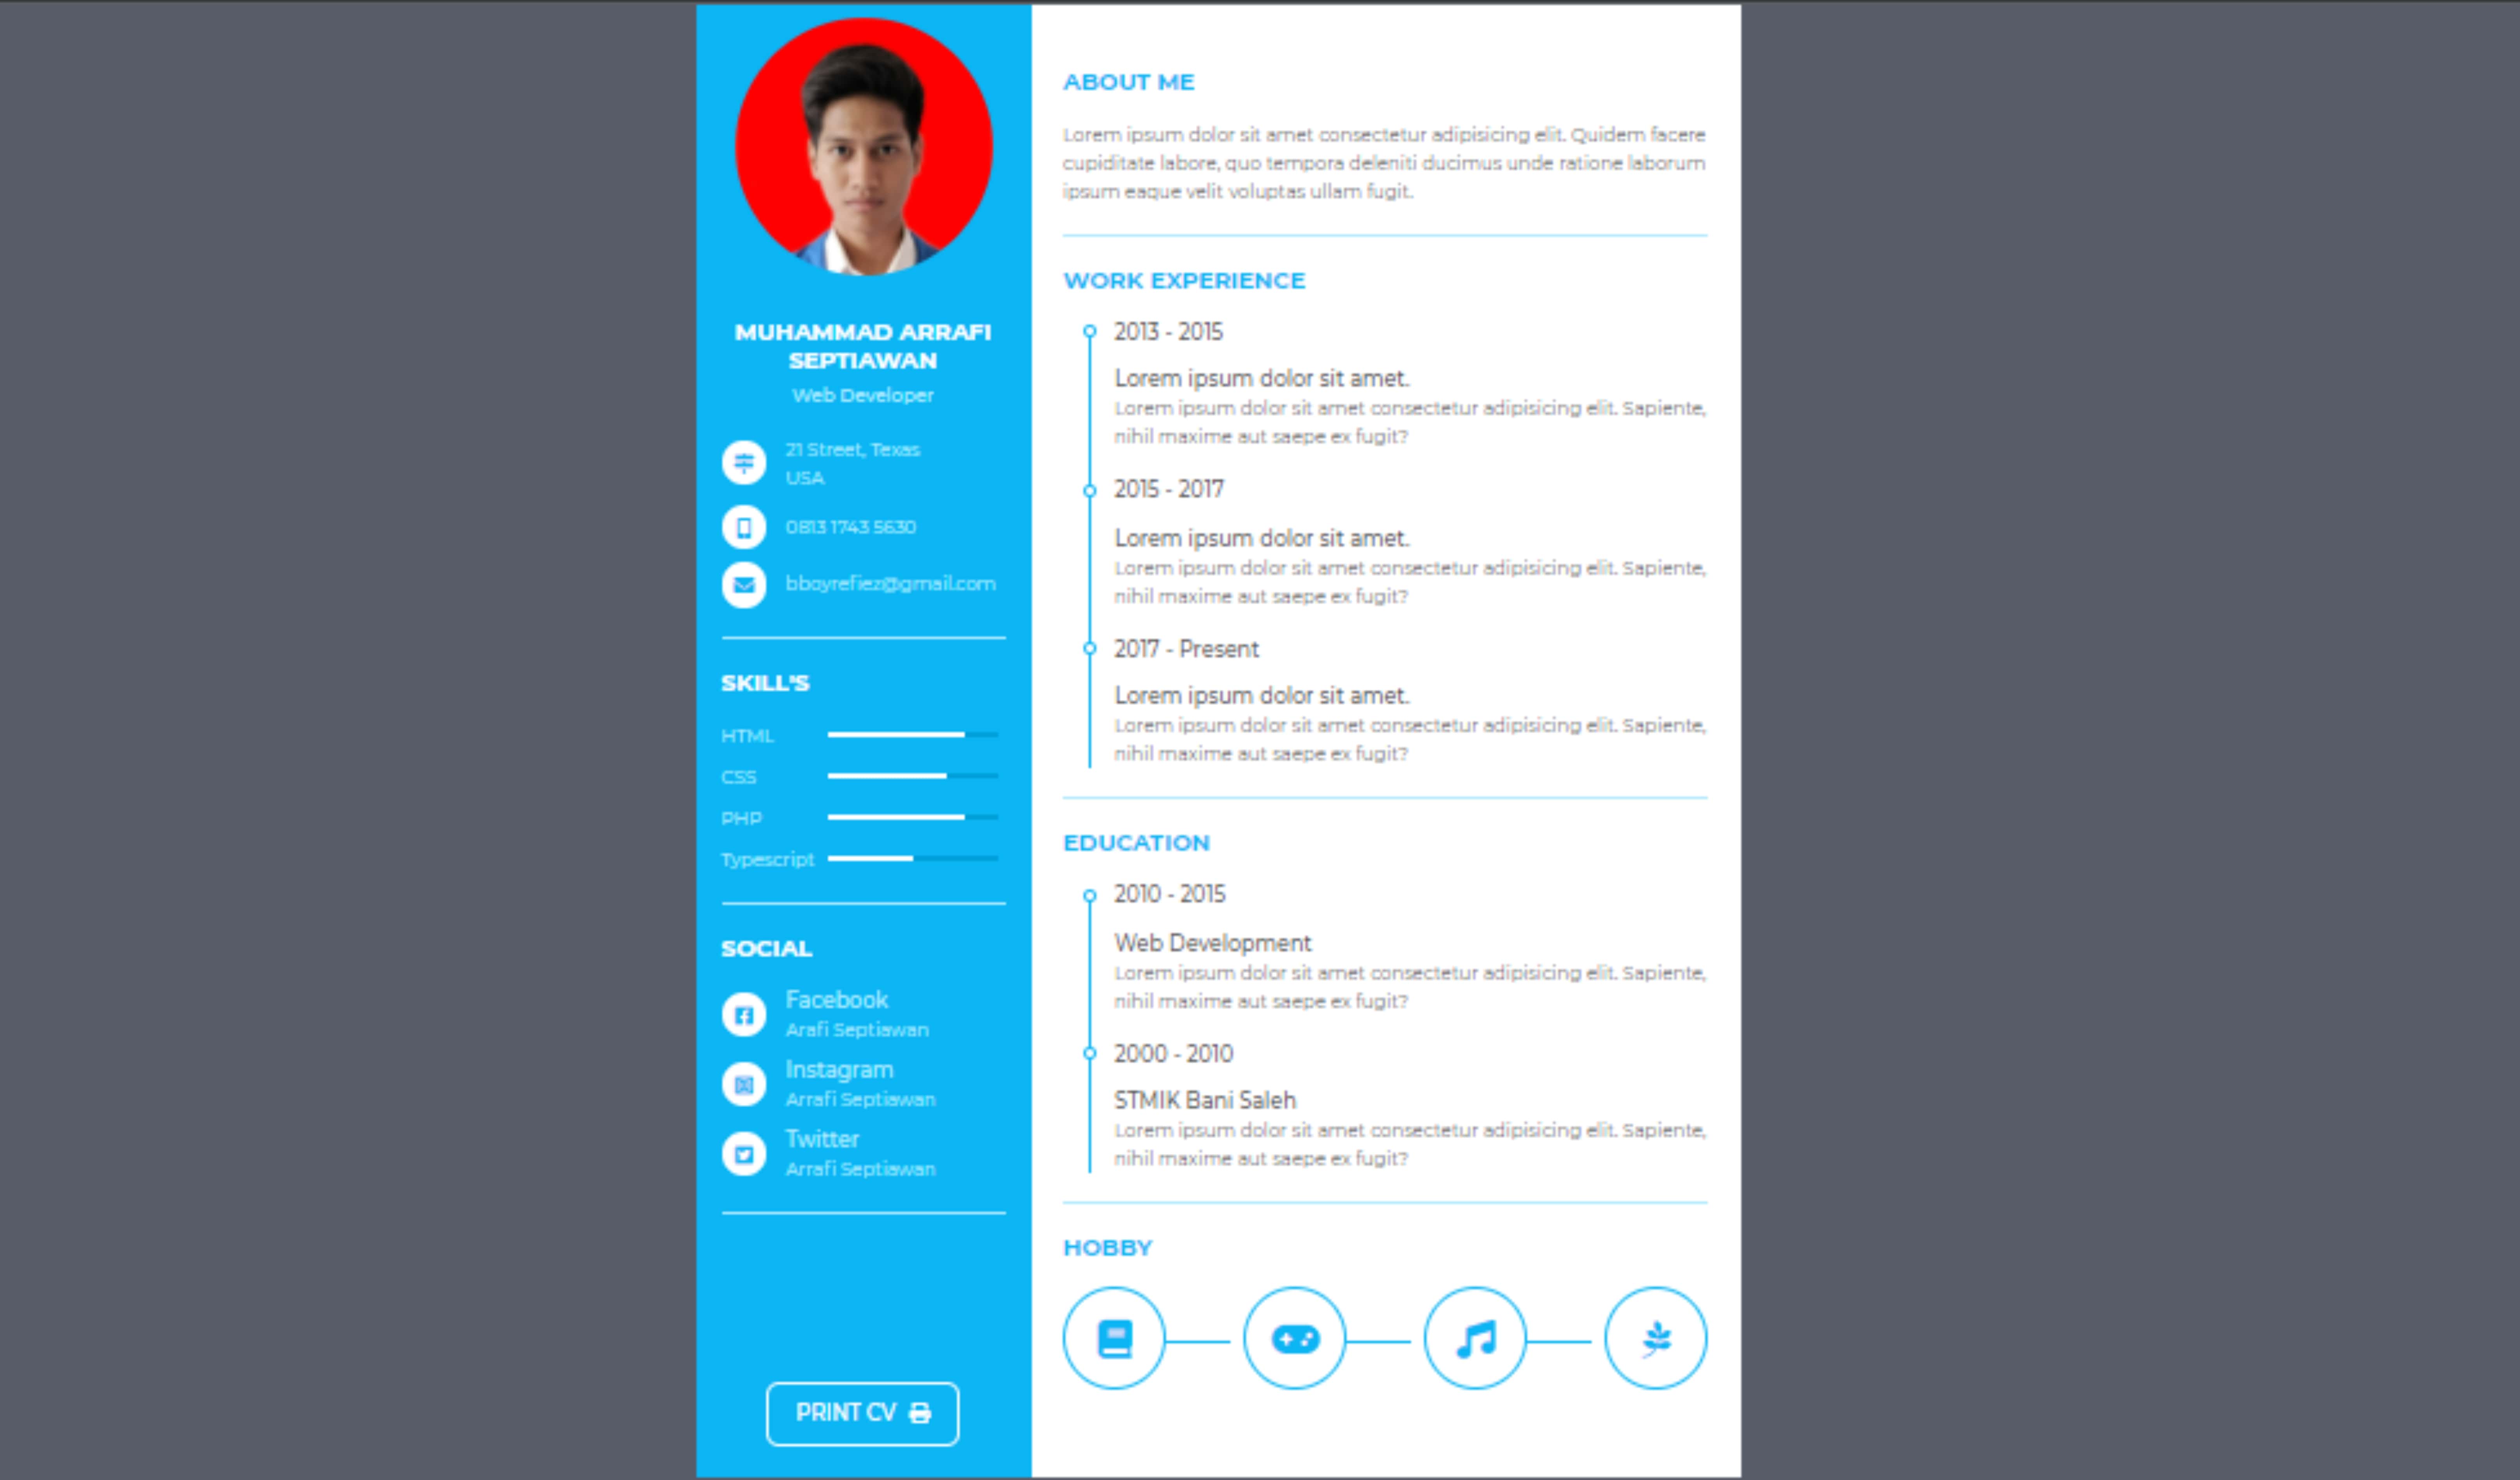 MUHAMMAD ARRAFI
SEPTIAWAN
Web Developer
21 Street, Texas
USA
0813 1743 5630
bboyrefiez@gmail.com
SKILL'S
HTML
CSS
PHP
Typescript
SOCIAL
Facebook
Arafi Septiawan
Instagram
Arrafi Septiawan
Twitter
Arrafi Septiawan
PRINT CV
ABOUT ME
Lorem ipsum dolor sit amet consectetur adipisicing elit. Quidem facere
cupiditate labore, quo tempora deleniti ducimus unde ratione laborum
ipsum eaque velit voluptas ullam fugit.
WORK EXPERIENCE
2013 - 2015
Lorem ipsum dolor sit amet.
Lorem ipsum dolor sit amet consectetur adipisicing elit. Sapiente,
nihil maxime aut saepe ex fugit?
2015 - 2017
Lorem ipsum dolor sit amet.
Lorem ipsum dolor sit amet consectetur adipisicing elit. Sapiente,
nihil maxime aut saepe ex fugit?
2017 - Present
Lorem ipsum dolor sit amet.
Lorem ipsum dolor sit amet consectetur adipisicing elit. Sapiente,
nihil maxime aut saepe ex fugit?
EDUCATION
2010 - 2015
Web Development
Lorem ipsum dolor sit amet consectetur adipisicing elit. Sapiente,
nihil maxime aut saepe ex fugit?
2000 - 2010
STMIK Bani Saleh
Lorem ipsum dolor sit amet consectetur adipisicing elit. Sapiente,
nihil maxime aut saepe ex fugit?
HOBBY